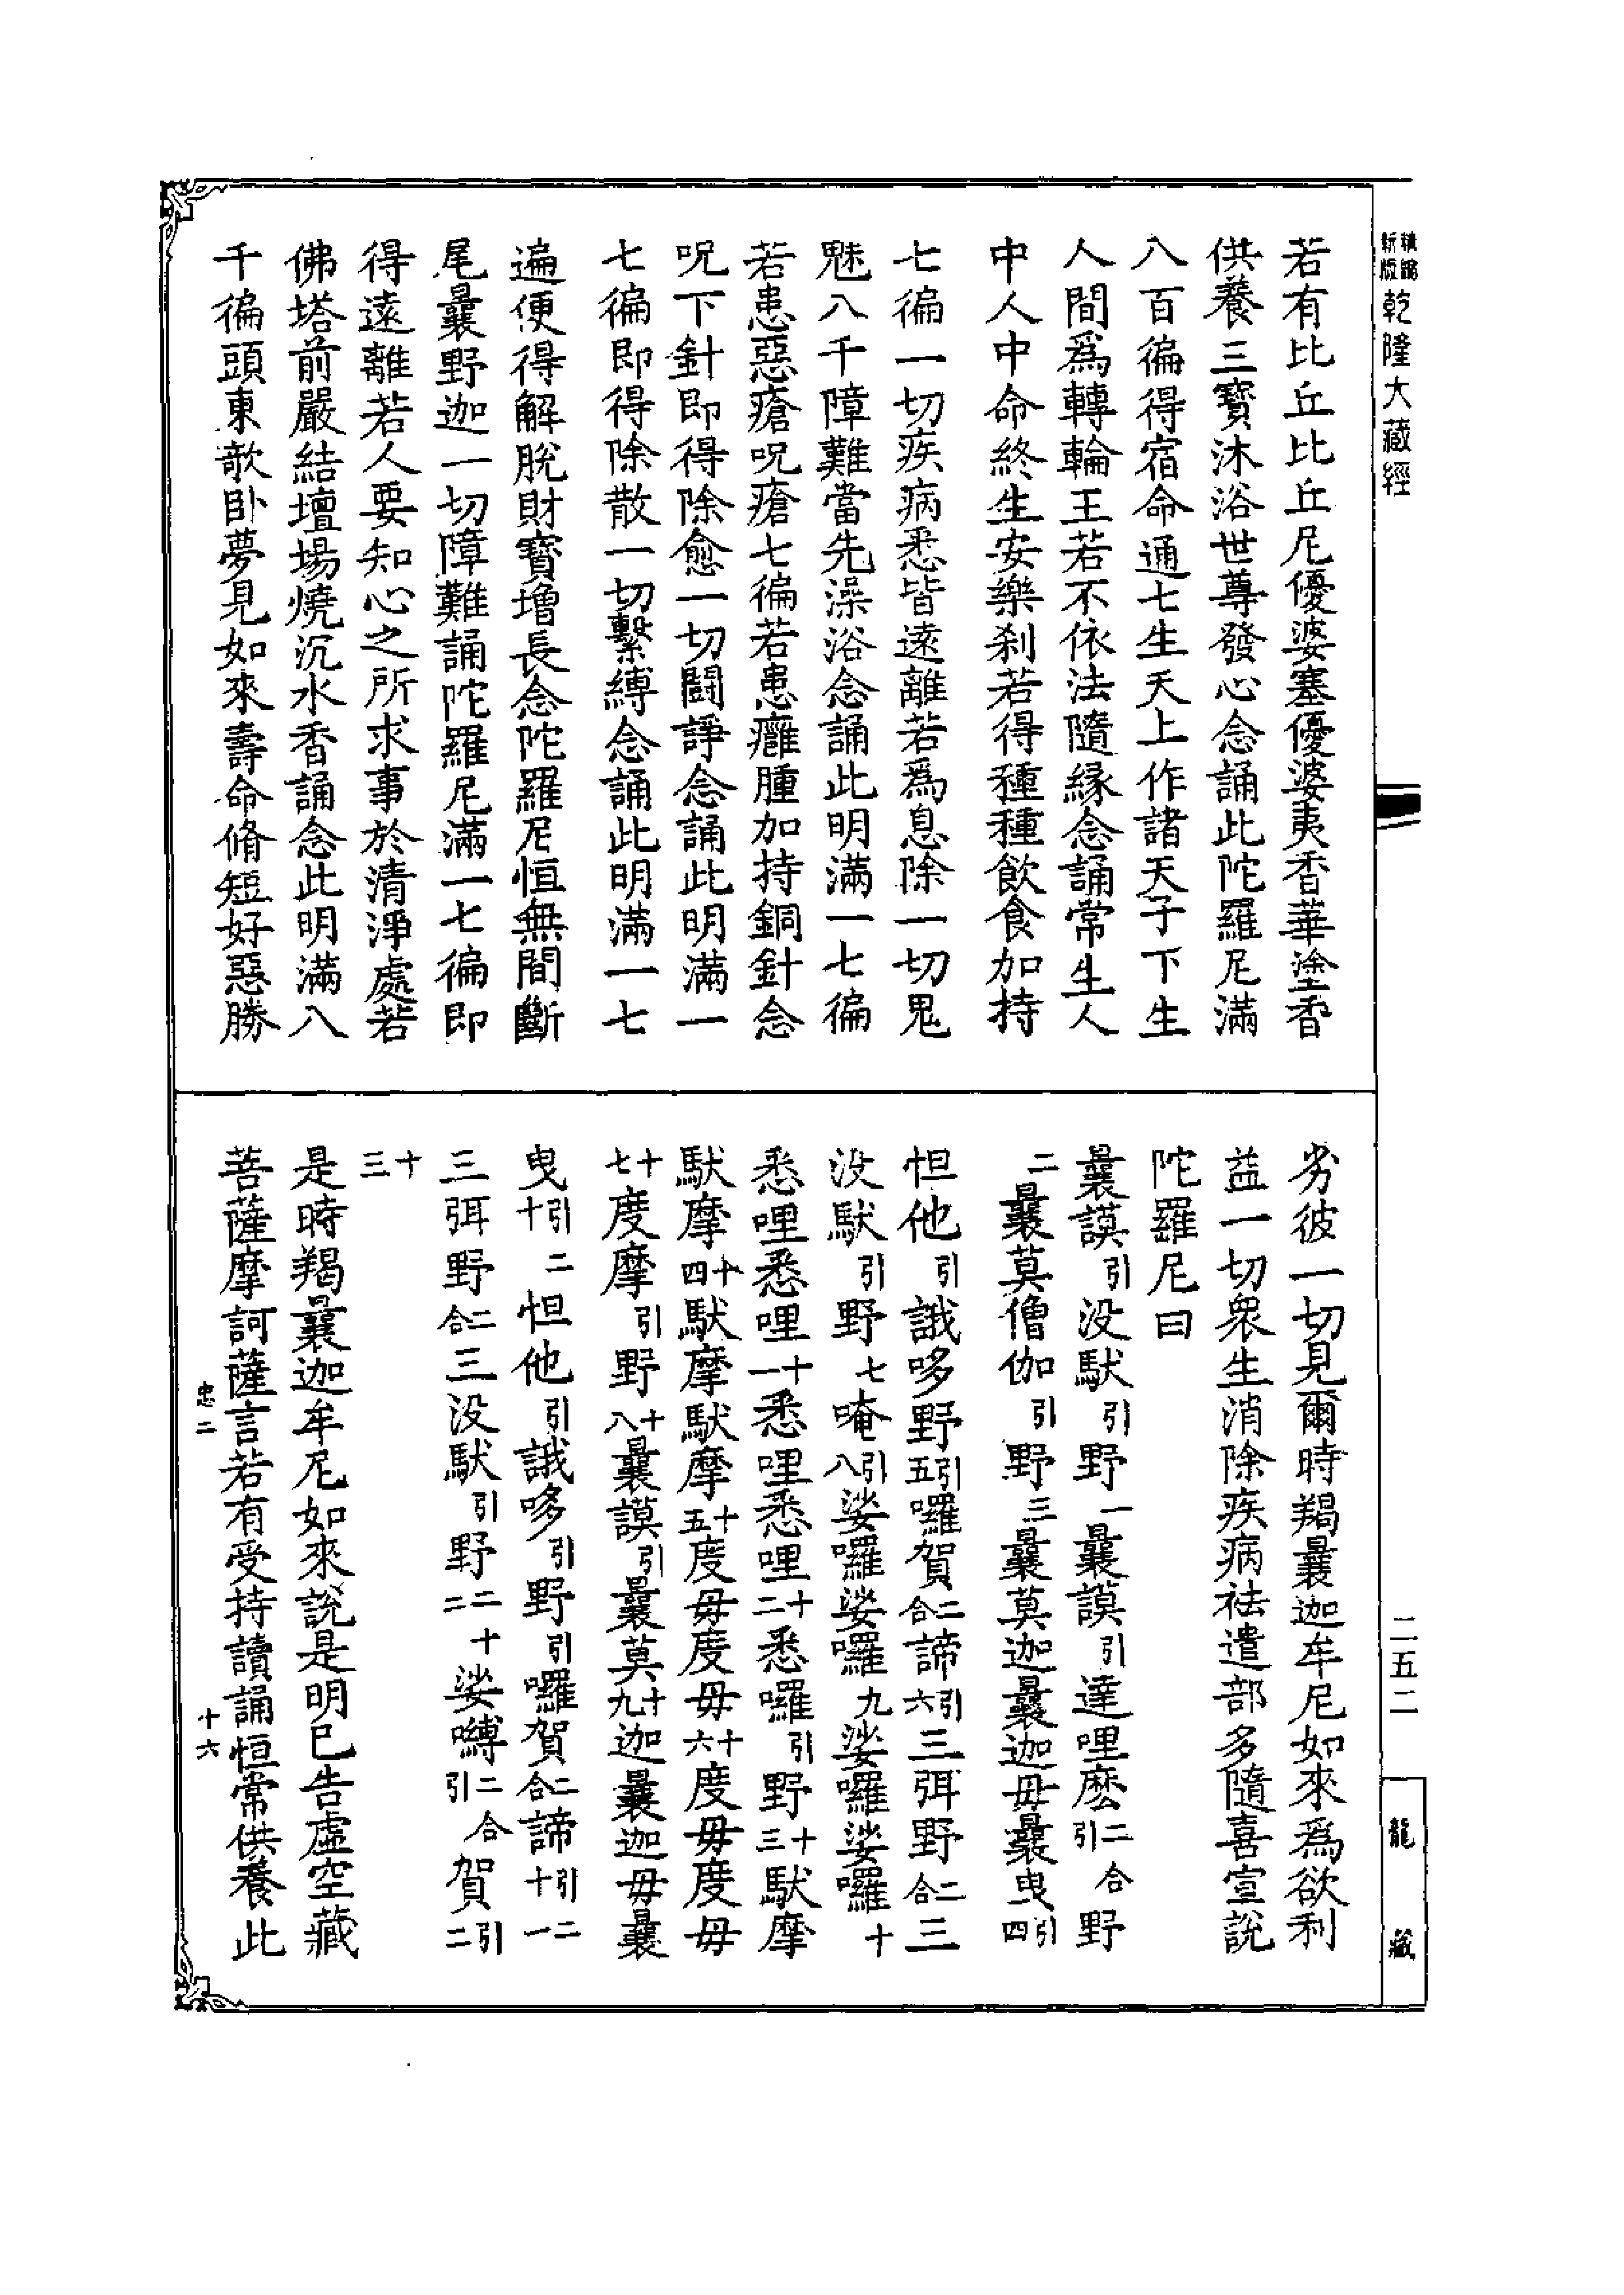 精編新版
乾隆大藏經
二五二
龍藏
若有比丘比丘尼優婆塞優婆夷香華塗香
供養三寶沐浴世尊發心念誦此陀羅尼滿
八百徧得宿命通七生天上作諸天子下生
人間爲轉輪王若不依法隨緣念誦常生人
中人中命終生安樂刹若得種種飲食加持
七徧一切疾病悉皆遠離若爲息除一切鬼
魅八千障難當先澡浴念誦此明滿一七徧
若患惡瘡呪瘡七徧若患癰腫加持銅針念
呪下針即得除愈一切鬪諍念誦此明滿一
七徧即得除散一切繫縛念誦此明滿一七
遍便得解脫財寶增長念陀羅尼恒無間斷
尾曩野迦一切障難誦陀羅尼滿一七徧即
得遠離若人要知心之所求事於清淨處若
佛塔前嚴結壇場燒沉水香誦念此明滿八
千徧頭東欹卧夢見如來壽命脩短好惡勝
劣彼一切見爾時羯曩迦牟尼如來爲欲利
益一切衆生消除疾病祛遣部多隨喜宣說
陀羅尼曰
曩謨引没馱引野一曩謨引達哩麽二合引野
二曩莫僧伽引野三曩莫迦曩迦毋曩曳引四
怛他引誐哆野引五囉賀二合諦引六三弭野二合三
没馱引野七唵引八娑囉娑囉九娑囉娑囉十
悉哩悉哩十一悉哩悉哩十二悉囉引野十三馱摩
馱摩十四馱摩馱摩十五度毋度毋十六度毋度毋
十七度摩引野十八曩謨引曩莫十九迦曩迦毋曩
曳引二十怛他引誐哆引野引囉賀二合諦引二十一
三弭野二合三没馱引野二十二娑嚩二合引賀引二
十三
是時羯曩迦牟尼如來說是明已告虛空藏
菩薩摩訶薩言若有受持讀誦恒常供養此
忠二
十六